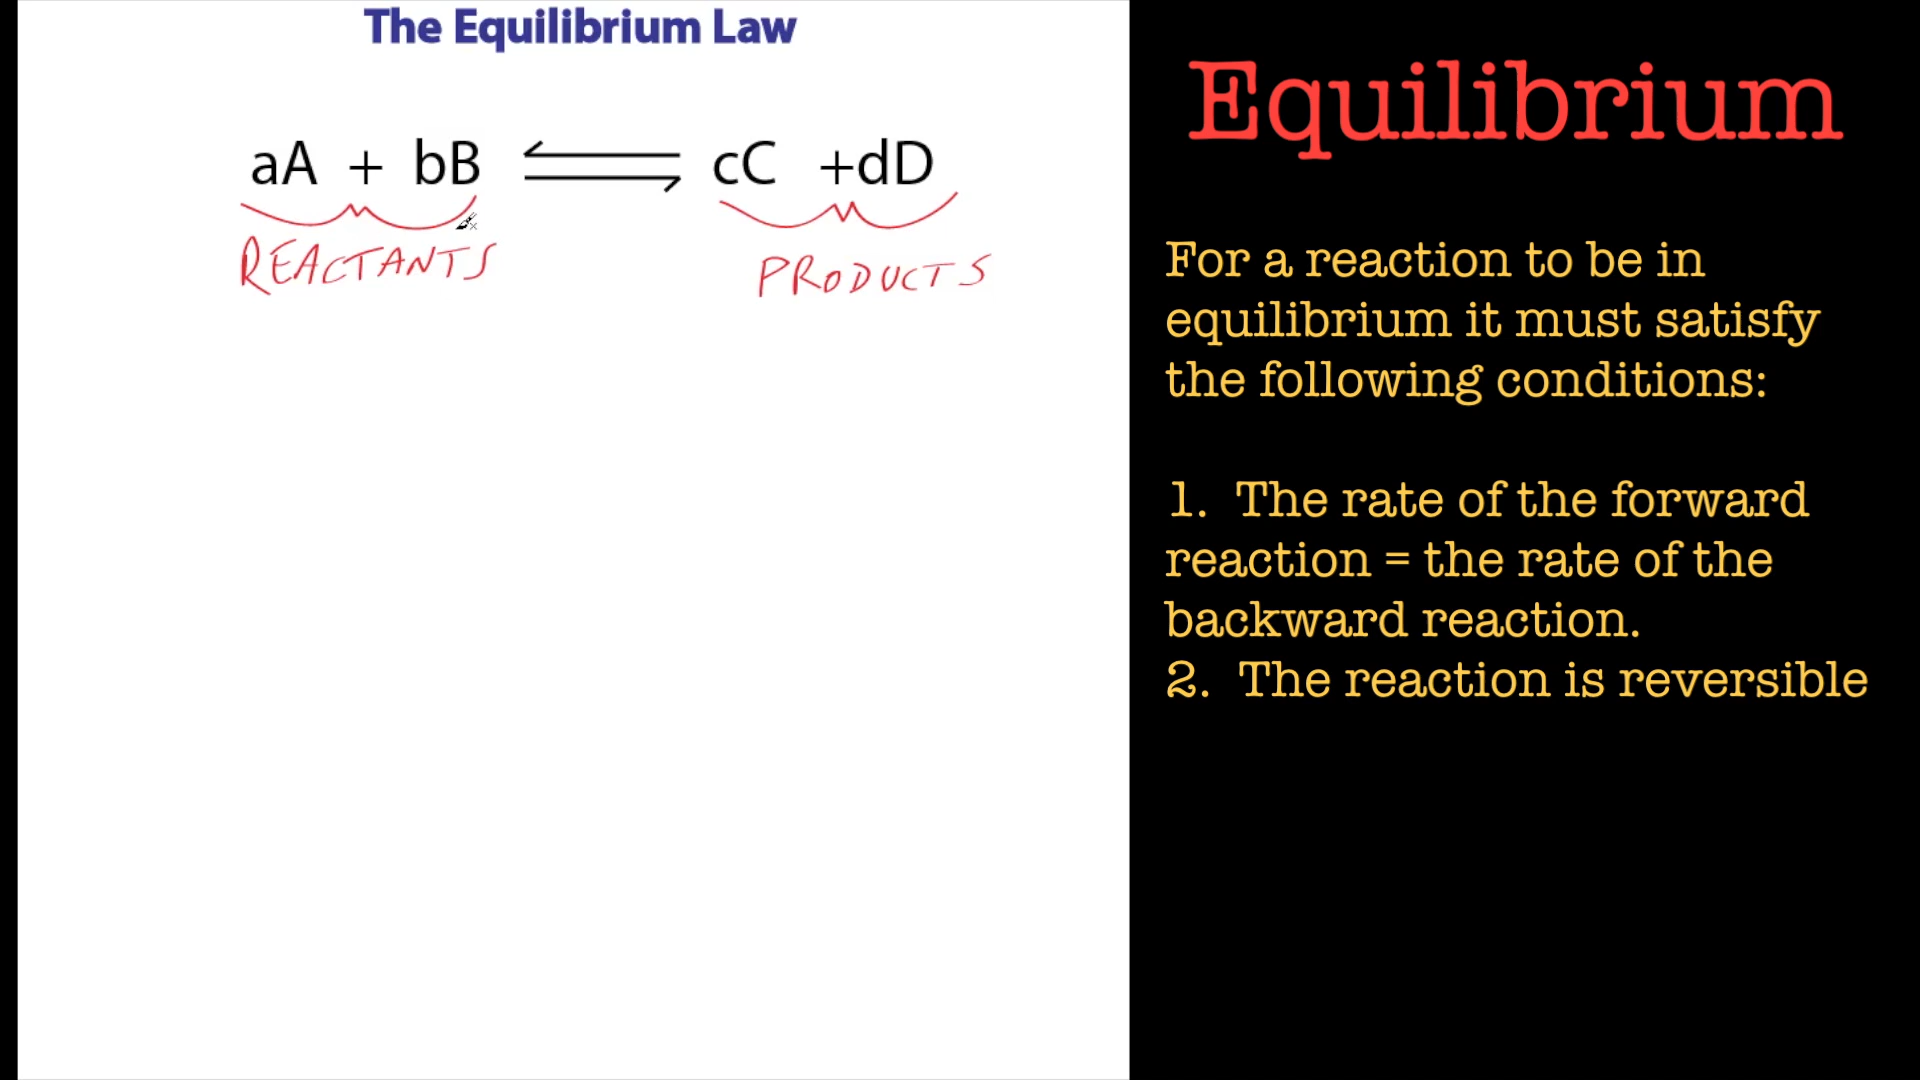 The Equilibrium Law
aA + bB ⇌ cC +dD
REACTANTS PRODUCTS
Equilibrium
For a reaction to be in
equilibrium it must satisfy
the following conditions:
1. The rate of the forward
reaction = the rate of the
backward reaction.
2. The reaction is reversible